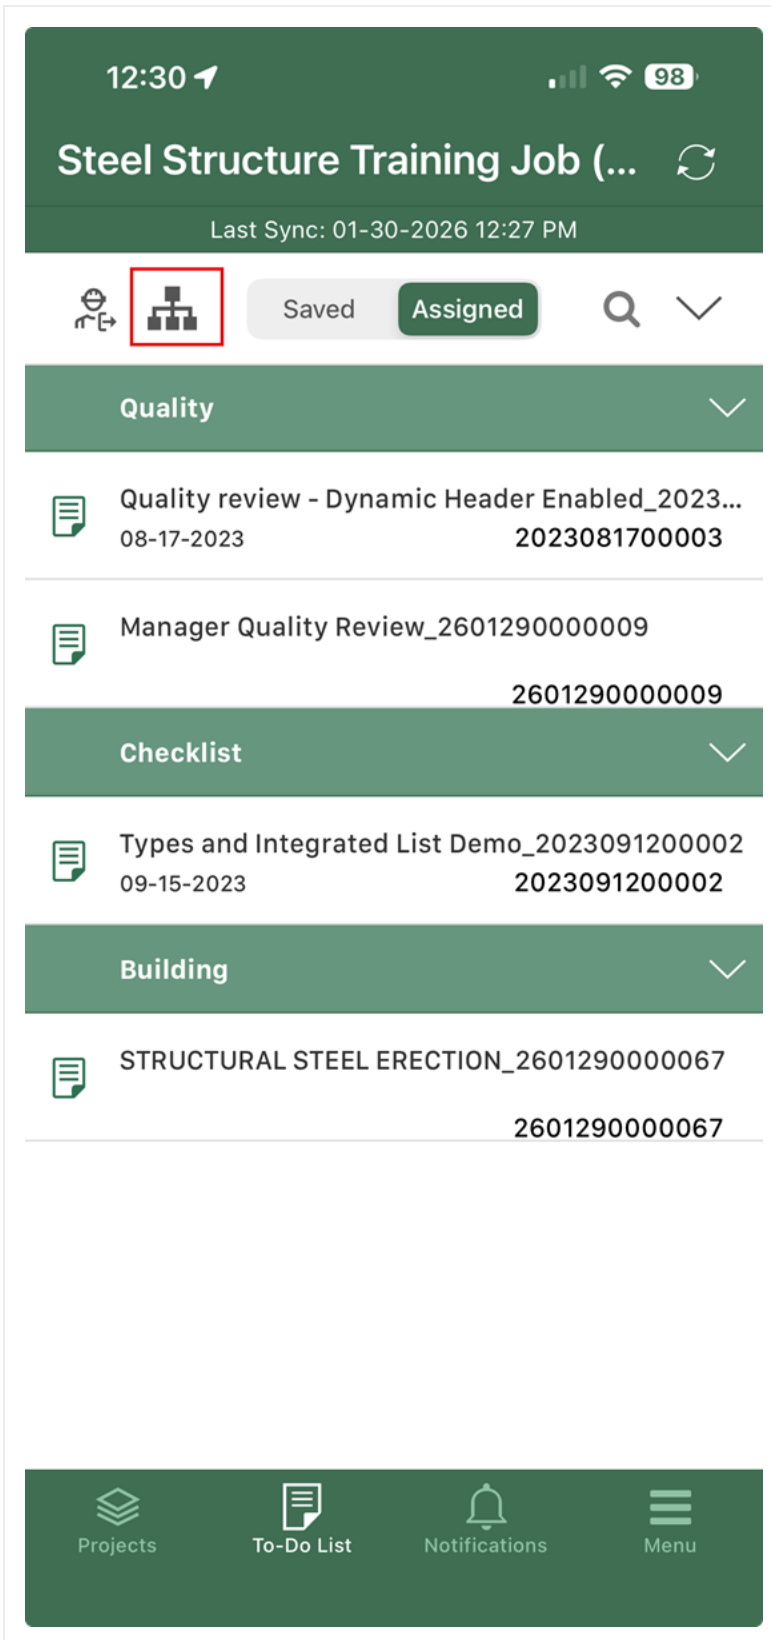 12:30
98
Steel Structure Training Job (...
Last Sync: 01-30-2026 12:27 PM
Saved
Assigned
Quality
Quality review - Dynamic Header Enabled_2023...
08-17-2023
2023081700003
Manager Quality Review_2601290000009
2601290000009
Checklist
Types and Integrated List Demo_2023091200002
09-15-2023
2023091200002
Building
STRUCTURAL STEEL ERECTION_2601290000067
2601290000067
Projects
To-Do List
Notifications
Menu